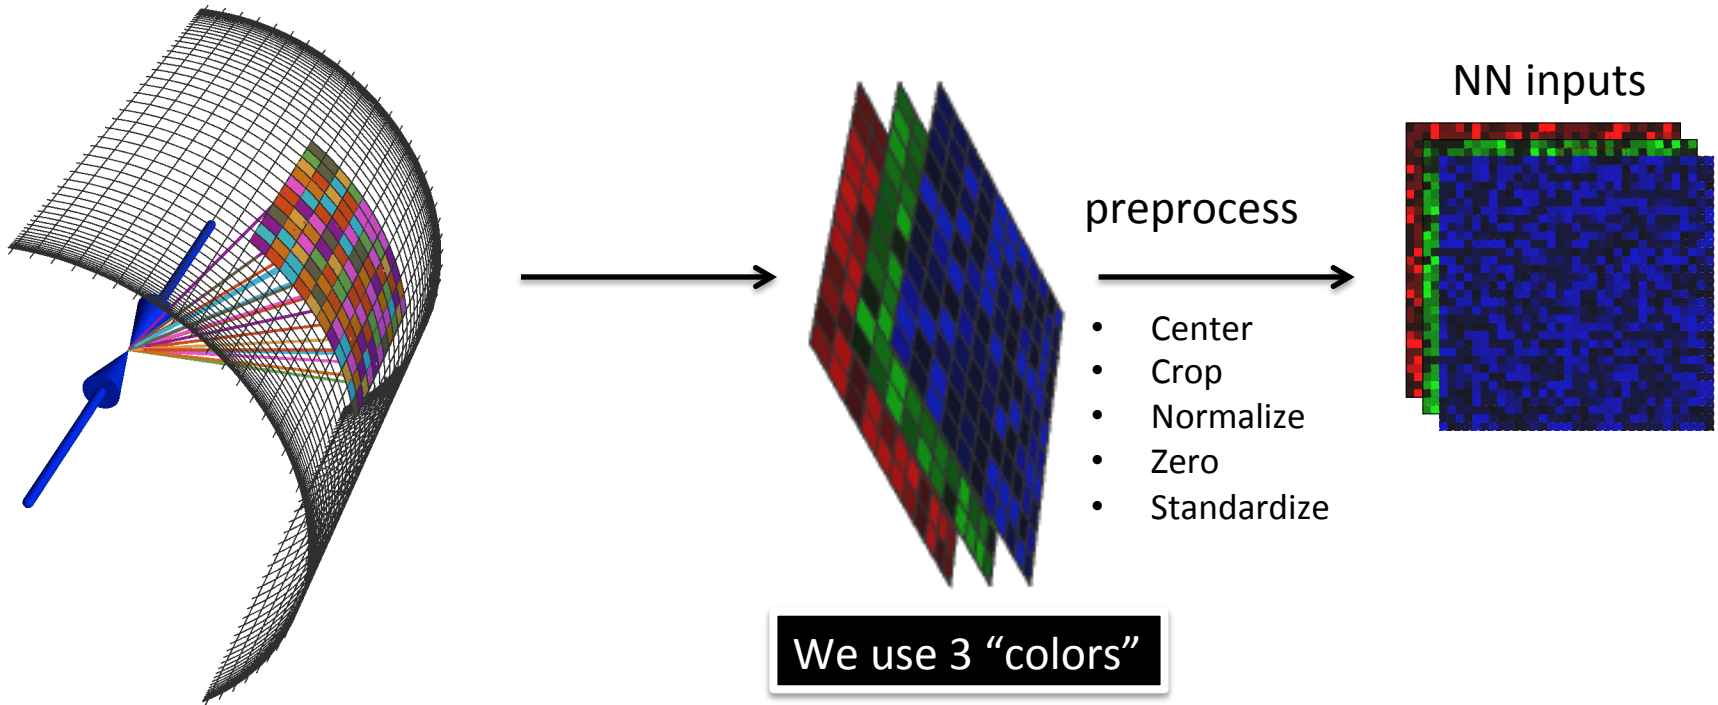 NN inputs
preprocess
• Center
• Crop
• Normalize
• Zero
• Standardize
We use 3 “colors”